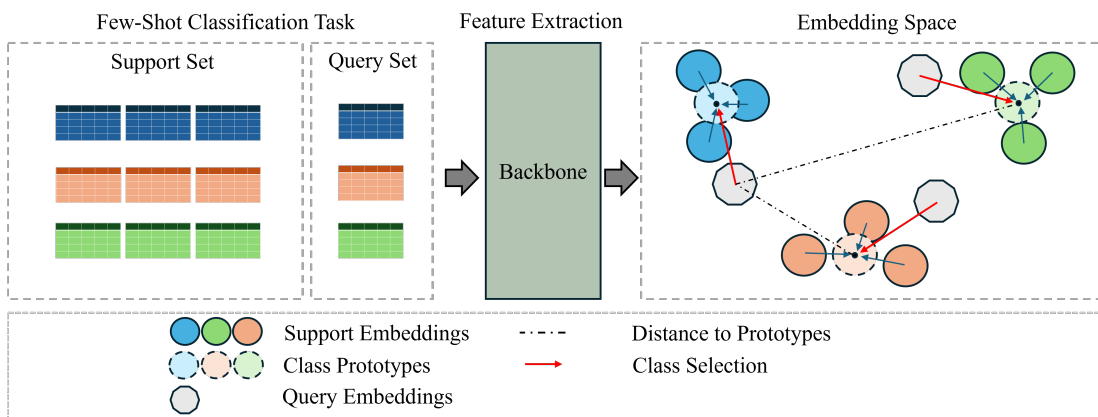 Few-Shot Classification Task
Feature Extraction
Embedding Space
Support Set
Query Set
Backbone
Support Embeddings
Distance to Prototypes
Class Prototypes
Class Selection
Query Embeddings